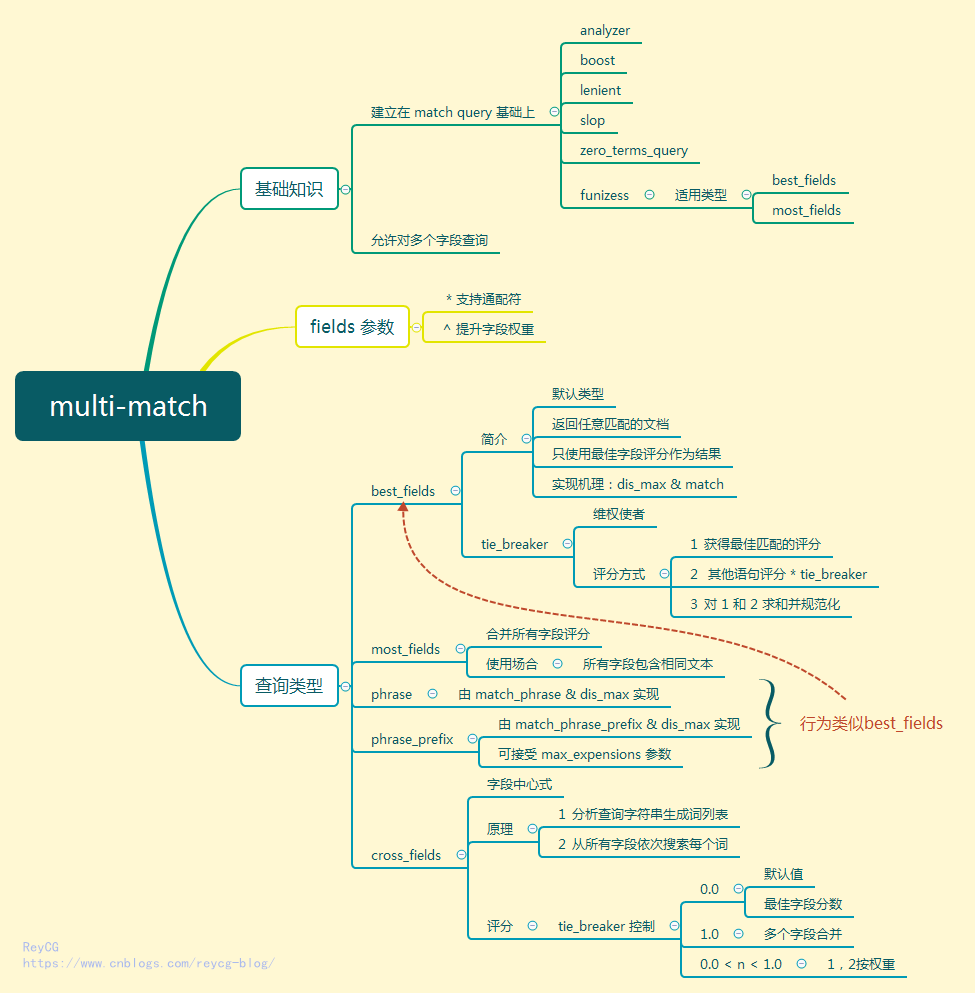 multi-match
基础知识
建立在 match query 基础上
analyzer
boost
lenient
slop
zero_terms_query
funizess
适用类型
best_fields
most_fields
允许对多个字段查询
fields 参数
* 支持通配符
^ 提升字段权重
查询类型
best_fields
简介
默认类型
返回任意匹配的文档
只使用最佳字段评分作为结果
实现机理：dis_max & match
tie_breaker
维权使者
评分方式
1 获得最佳匹配的评分
2 其他语句评分 * tie_breaker
3 对 1 和 2 求和并规范化
most_fields
合并所有字段评分
使用场合
所有字段包含相同文本
phrase
由 match_phrase & dis_max 实现
phrase_prefix
由 match_phrase_prefix & dis_max 实现
可接受 max_expensions 参数
行为类似best_fields
cross_fields
字段中心式
原理
1 分析查询字符串生成词列表
2 从所有字段依次搜索每个词
评分
tie_breaker 控制
0.0
默认值
最佳字段分数
1.0
多个字段合并
0.0 < n < 1.0
1，2按权重
ReyCG
https://www.cnblogs.com/reycg-blog/